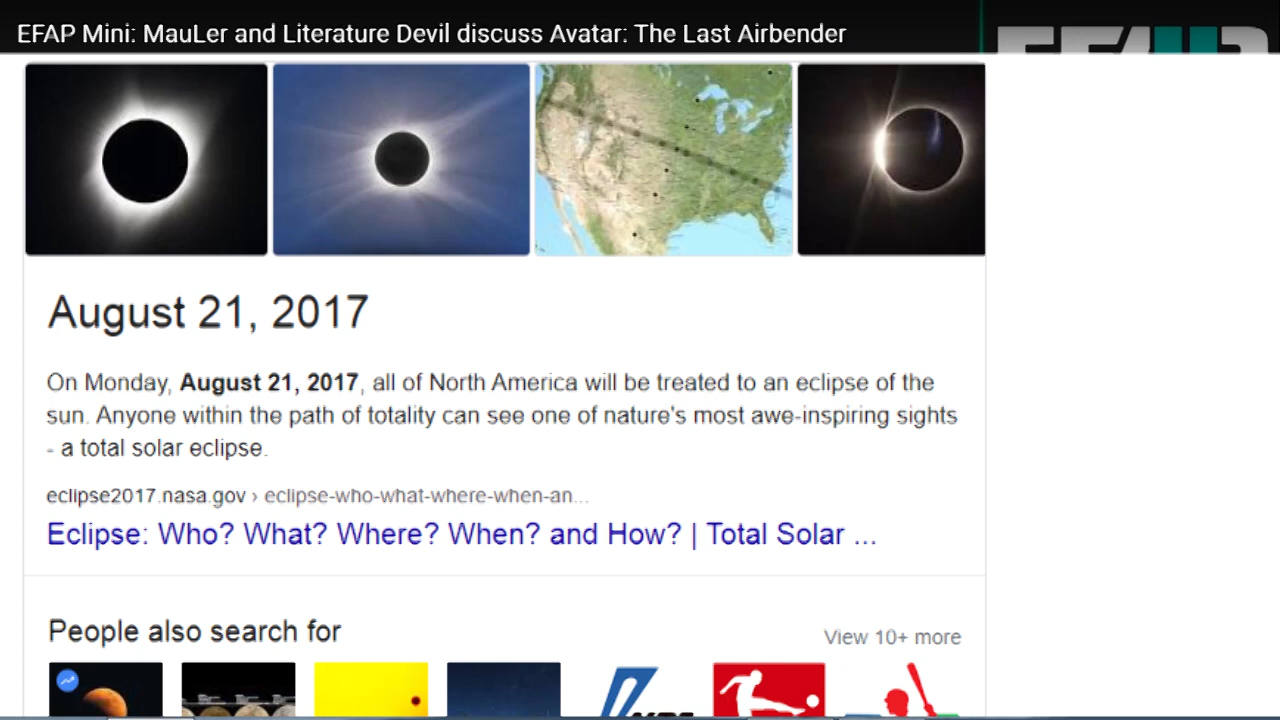 EFAP Mini: MauLer and Literature Devil discuss Avatar: The Last Airbender
August 21, 2017
On Monday, August 21, 2017, all of North America will be treated to an eclipse of the
sun. Anyone within the path of totality can see one of nature's most awe-inspiring sights
- a total solar eclipse.
eclipse2017.nasa.gov › eclipse-who-what-where-when-an...
Eclipse: Who? What? Where? When? and How? | Total Solar ...
People also search for
View 10+ more